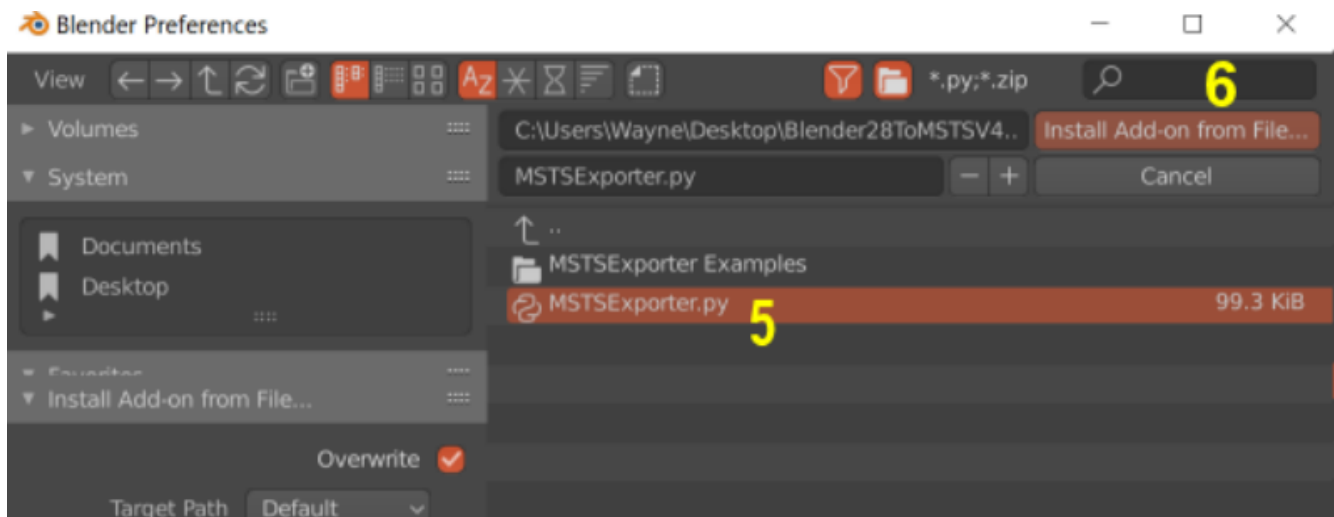 Blender Preferences
View *.py;*.zip 6
Volumes
C:\Users\Wayne\Desktop\Blender28ToMSTSV4.. Install Add-on from File...
System
MSTSExporter.py - + Cancel
..
Documents
MSTSExporter Examples
Desktop
MSTSExporter.py 5 99.3 KiB
Favorites
Install Add-on from File...
Overwrite
Target Path Default